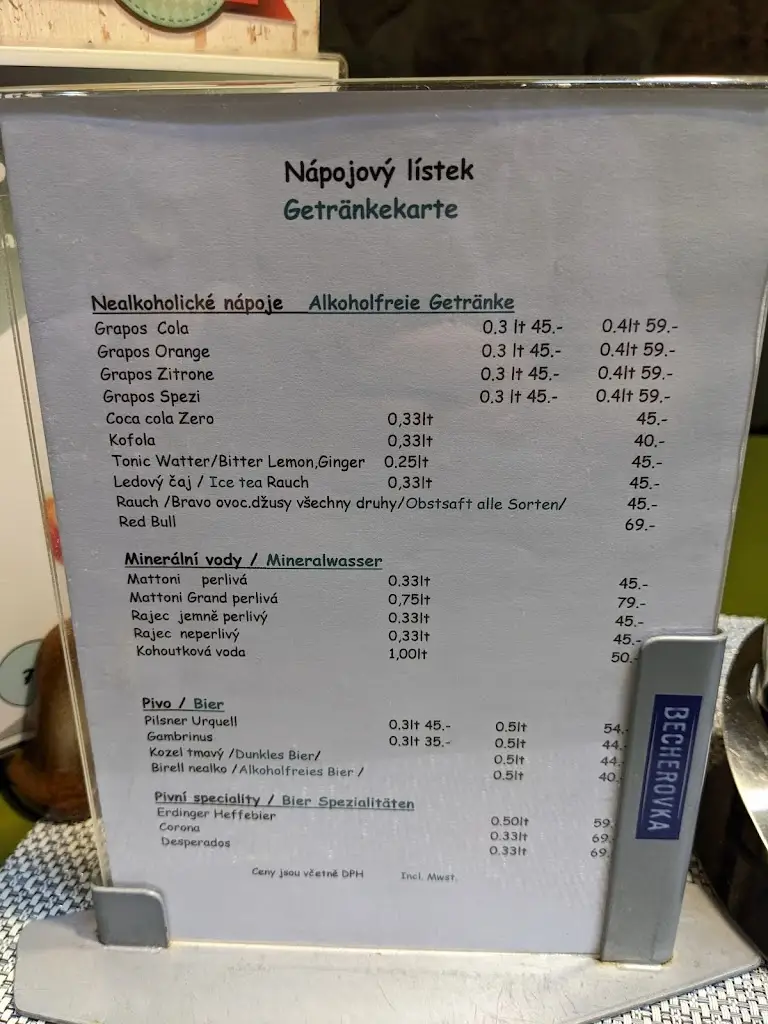 Nápojový lístek
Getränkekarte
Nealkoholické nápoje Alkoholfreie Getränke
Grapos Cola 0,3 lt 45.- 0.4lt 59.-
Grapos Orange 0.3 lt 45.- 0.4lt 59.-
Grapos Zitrone 0.3 lt 45.- 0.4lt 59.-
Grapos Spezi 0.3 lt 45.- 0.4lt 59.-
Coca cola Zero 0,33lt 45.-
Kofola 0,33lt 40.-
Tonic Watter/Bitter Lemon,Ginger 0.25lt 45.-
Ledový čaj / Ice tea Rauch 0,33lt 45.-
Rauch /Bravo ovoc.džusy všechny druhy/Obstsaft alle Sorten/ 45.-
Red Bull 69.-
Minerální vody / Mineralwasser
Mattoni perlivá 0.33lt 45.-
Mattoni Grand perlivá 0,75lt 79.-
Rajec jemně perlivý 0.33lt 45.-
Rajec neperlivý 0,33lt 45.-
Kohoutková voda 1,00lt 50.-
Pivo / Bier
Pilsner Urquell 0.3lt 45.- 0.5lt 54.-
Gambrinus 0.3lt 35.- 0.5lt 44.
Kozel tmavý /Dunkles Bier/ 0.5lt 44.
Birell nealko /Alkoholfreies Bier / 0.5lt 40.
Pivní speciality / Bier Spezialitäten
Erdinger Heffebier 0.50lt 59.
Corona 0.33lt 69.
Desperados 0.33lt 69.
Ceny jsou včetně DPH Incl. Mwst.
BECHEROVKA